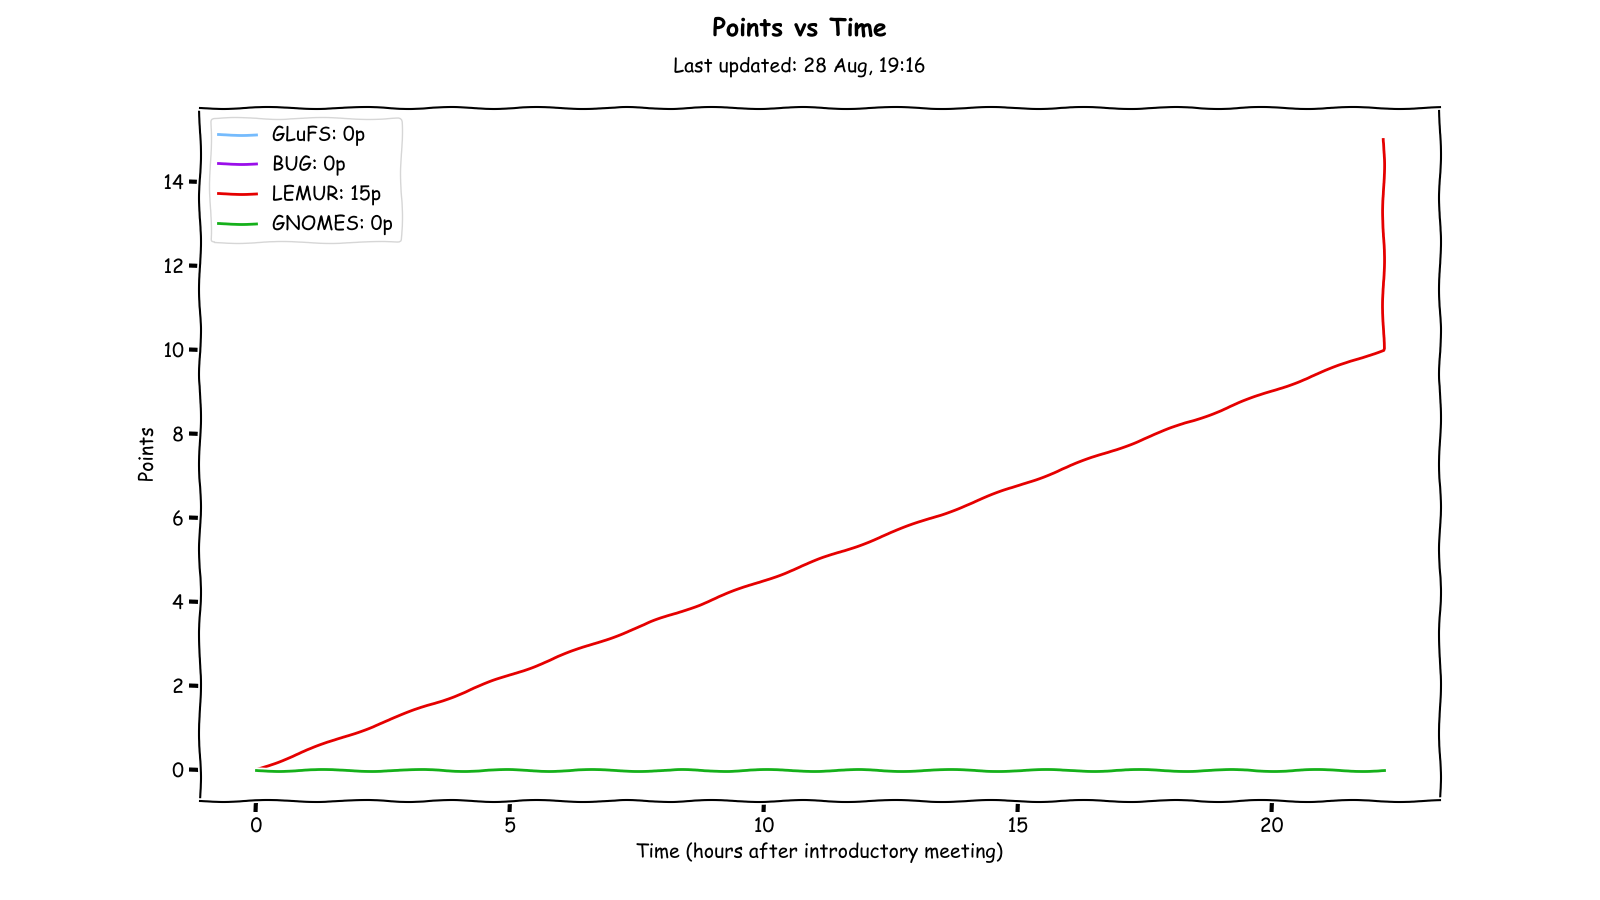 Points vs Time
Last updated: 28 Aug, 19:16
GLuFS: 0p
BUG: 0p
LEMUR: 15p
GNOMES: 0p
14
12
10
8
6
4
2
0
Points
0 5 10 15 20
Time (hours after introductory meeting)